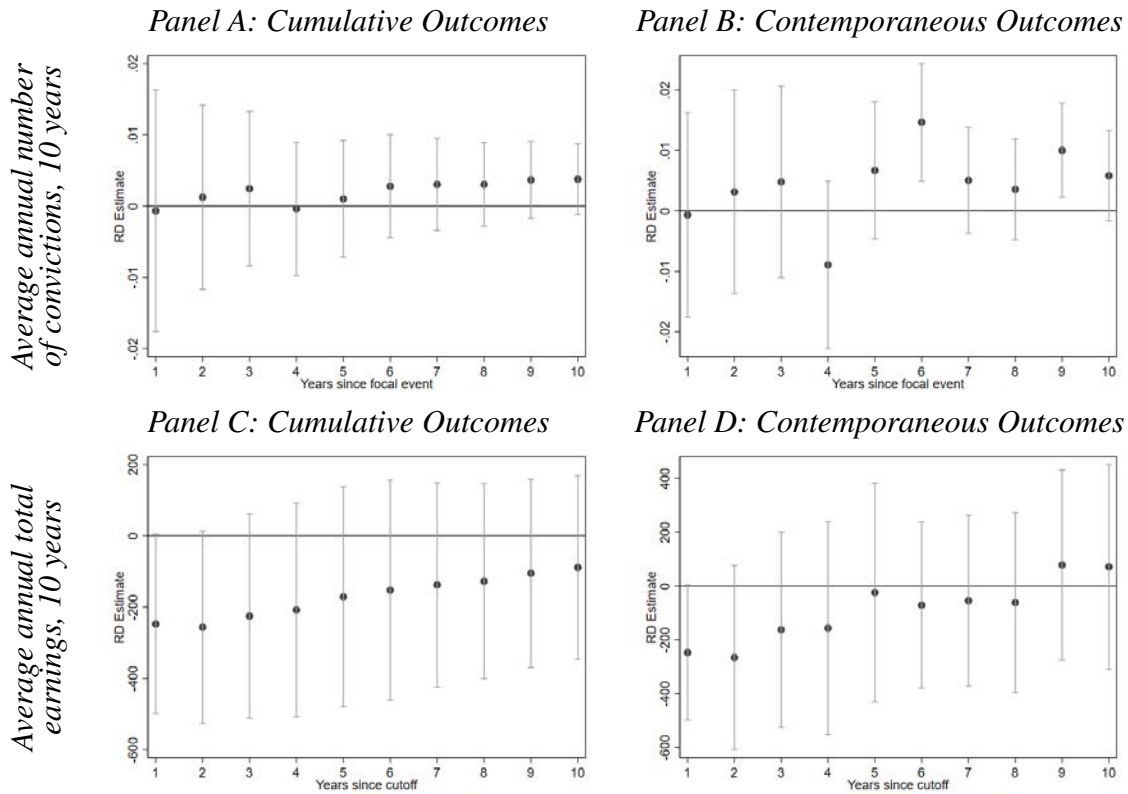 Panel A: Cumulative Outcomes
Panel B: Contemporaneous Outcomes
Average annual number
of convictions, 10 years
RD Estimate
.02
.01
0
-.01
-.02
1 2 3 4 5 6 7 8 9 10
Years since focal event
RD Estimate
.02
.01
0
-.01
-.02
1 2 3 4 5 6 7 8 9 10
Years since focal event
Panel C: Cumulative Outcomes
Panel D: Contemporaneous Outcomes
Average annual total
earnings, 10 years
RD Estimate
200
0
-200
-400
-600
1 2 3 4 5 6 7 8 9 10
Years since cutoff
RD Estimate
400
200
0
-200
-400
-600
1 2 3 4 5 6 7 8 9 10
Years since cutoff